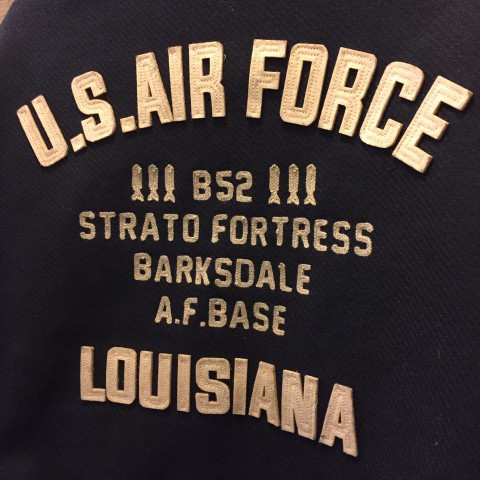 U.S.AIR FORCE
B52
STRATO FORTRESS
BARKSDALE
A.F.BASE
LOUISIANA